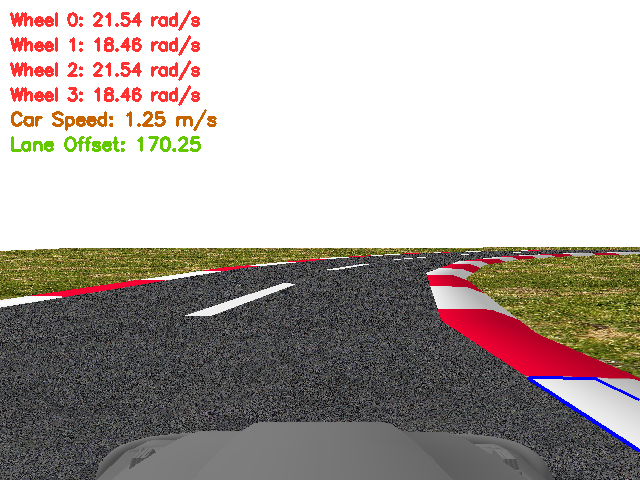 Wheel 0: 21.54 rad/s
Wheel 1: 18.46 rad/s
Wheel 2: 21.54 rad/s
Wheel 3: 18.46 rad/s
Car Speed: 1.25 m/s
Lane Offset: 170.25